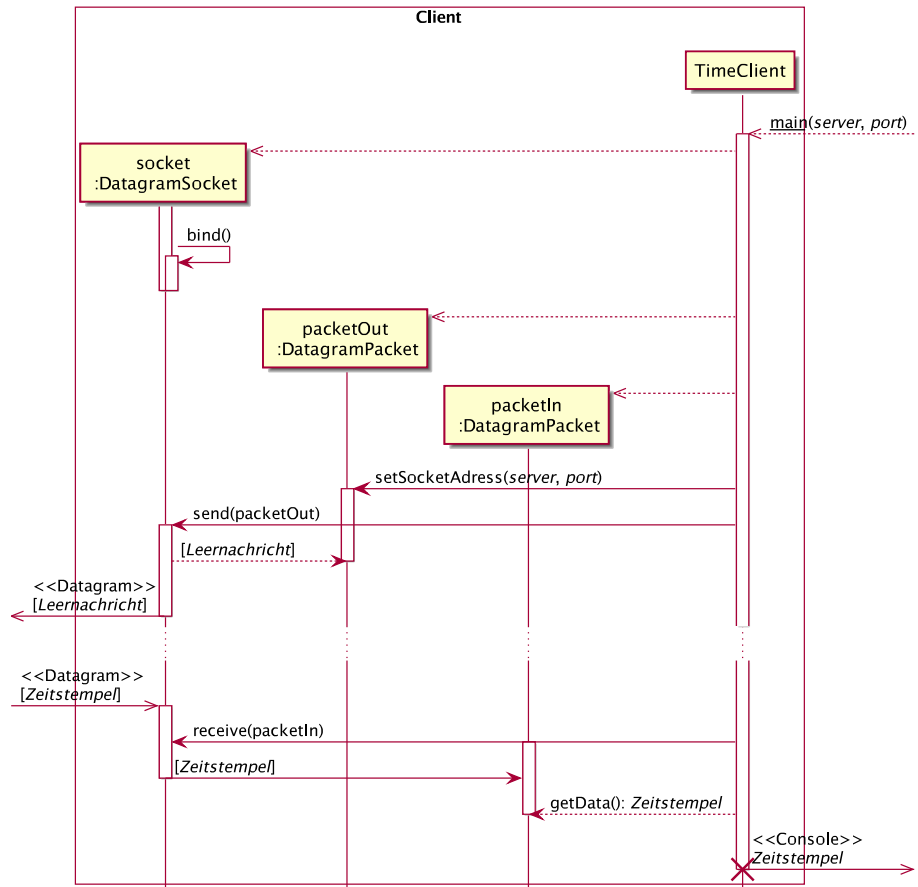 Client
TimeClient
main(server, port)
socket
:DatagramSocket
bind()
packetOut
:DatagramPacket
packetIn
:DatagramPacket
setSocketAdress(server, port)
send(packetOut)
[Leernachricht]
<<Datagram>>
[Leernachricht]
<<Datagram>>
[Zeitstempel]
receive(packetIn)
[Zeitstempel]
getData(): Zeitstempel
<<Console>>
Zeitstempel